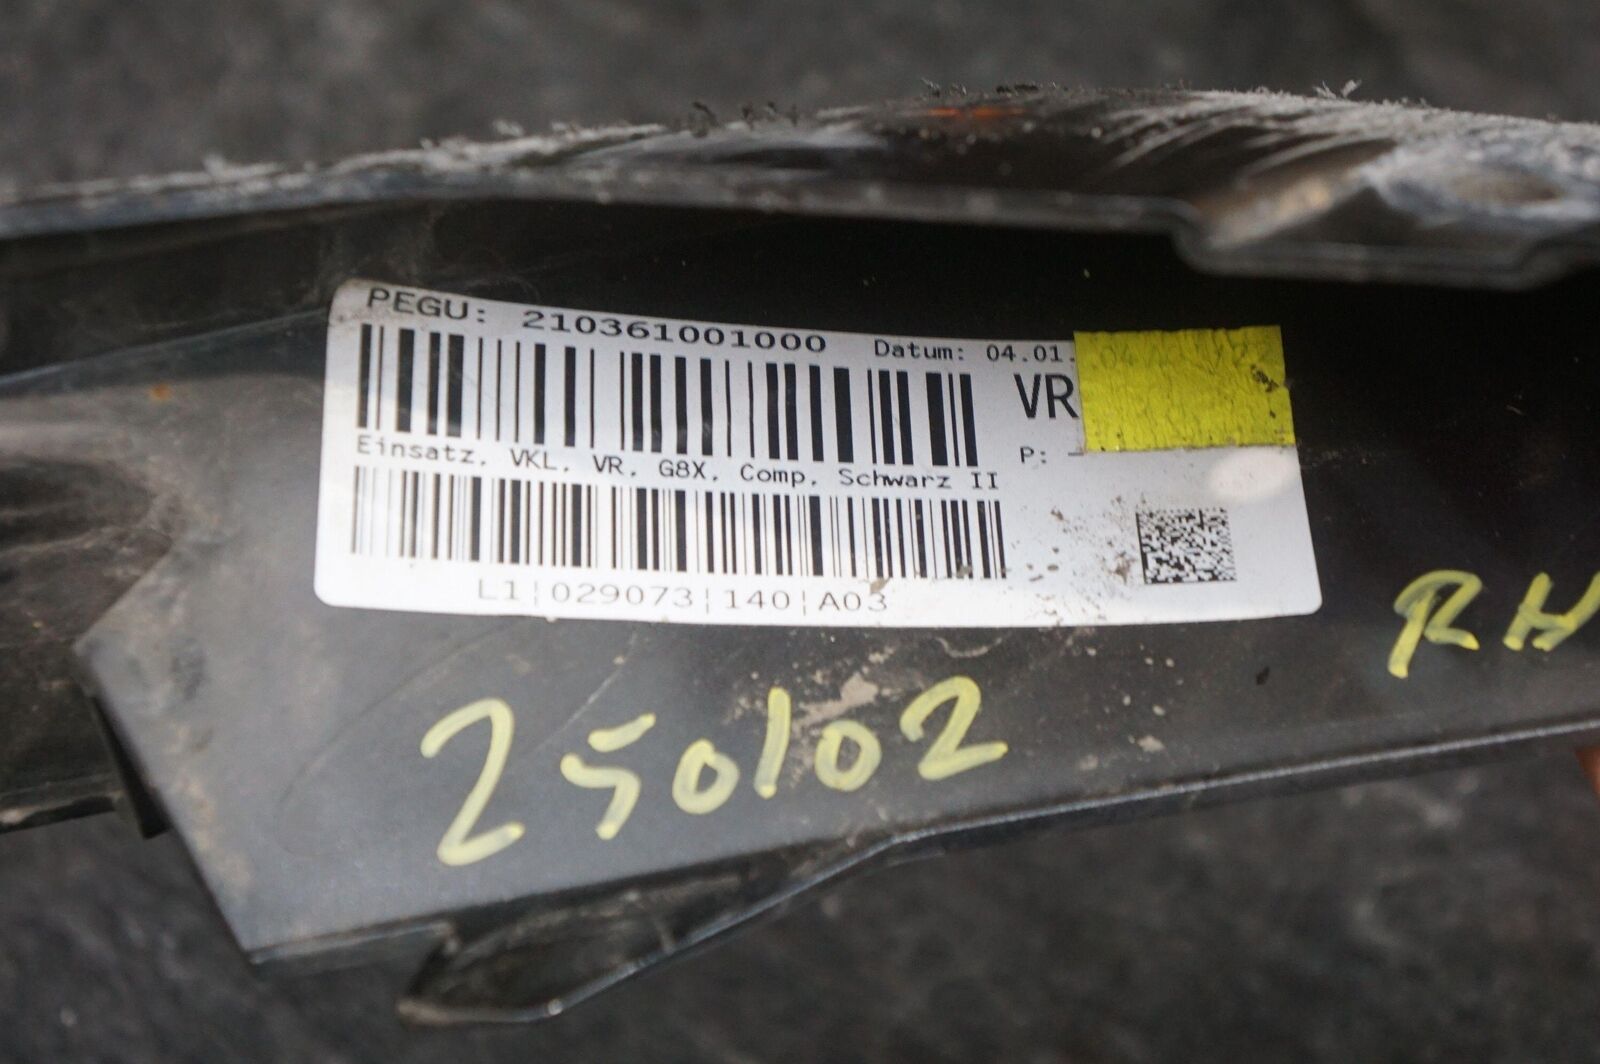 PEGU: 210361001000
Datum: 04.01.
VR
Einsatz, VKL, VR, G8X, Comp, Schwarz II
P: -
L1|029073|140|A03
RH
250102